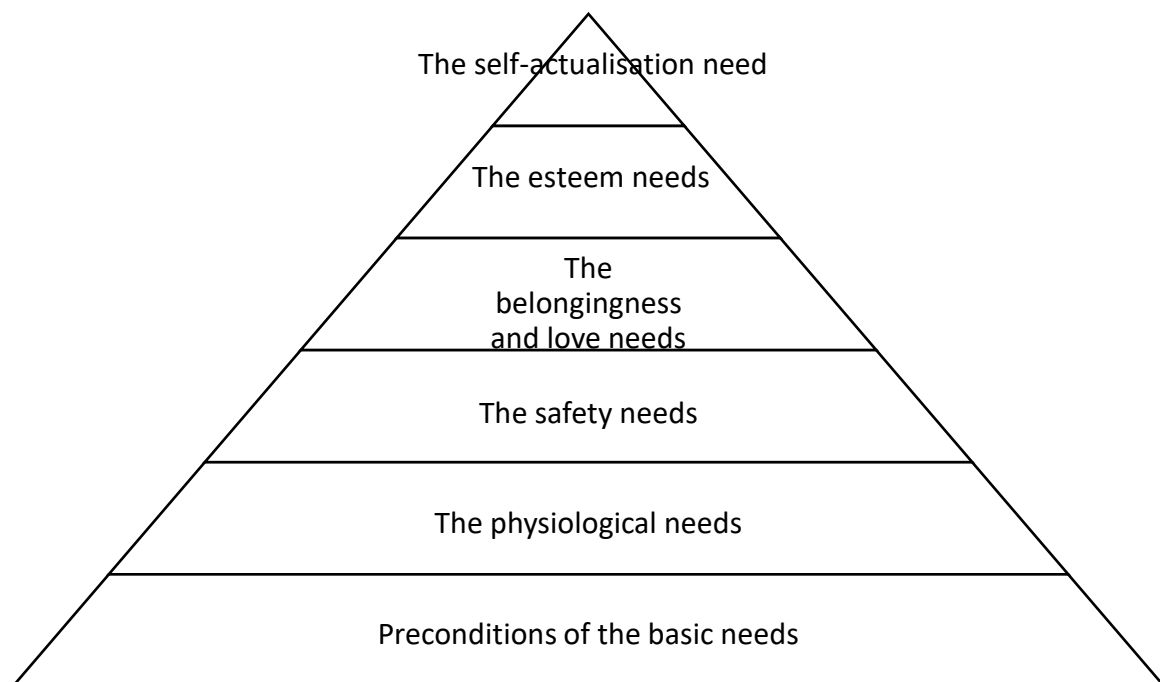 The self-actualisation need
The esteem needs
The
belongingness
and love needs
The safety needs
The physiological needs
Preconditions of the basic needs